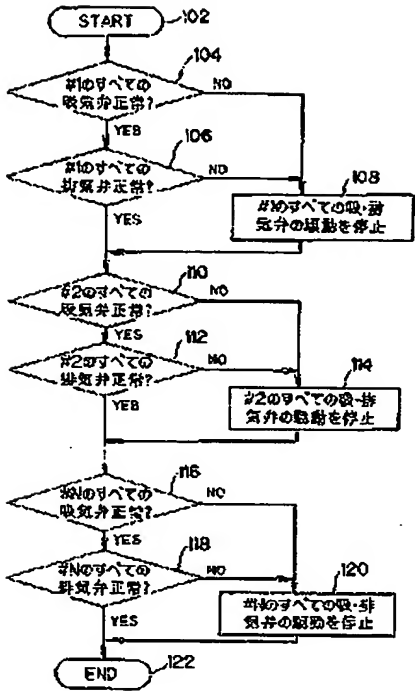 START
102
104
#1のすべての
吸気弁正常?
NO
YES
106
#1のすべての
排気弁正常?
NO
YES
108
#1のすべての吸・排
気弁の駆動を停止
110
#2のすべての
吸気弁正常?
NO
YES
112
#2のすべての
排気弁正常?
NO
YES
114
#2のすべての吸・排
気弁の駆動を停止
116
#Nのすべての
吸気弁正常?
NO
YES
118
#Nのすべての
排気弁正常?
NO
YES
120
#Nのすべての吸・排
気弁の駆動を停止
END
122